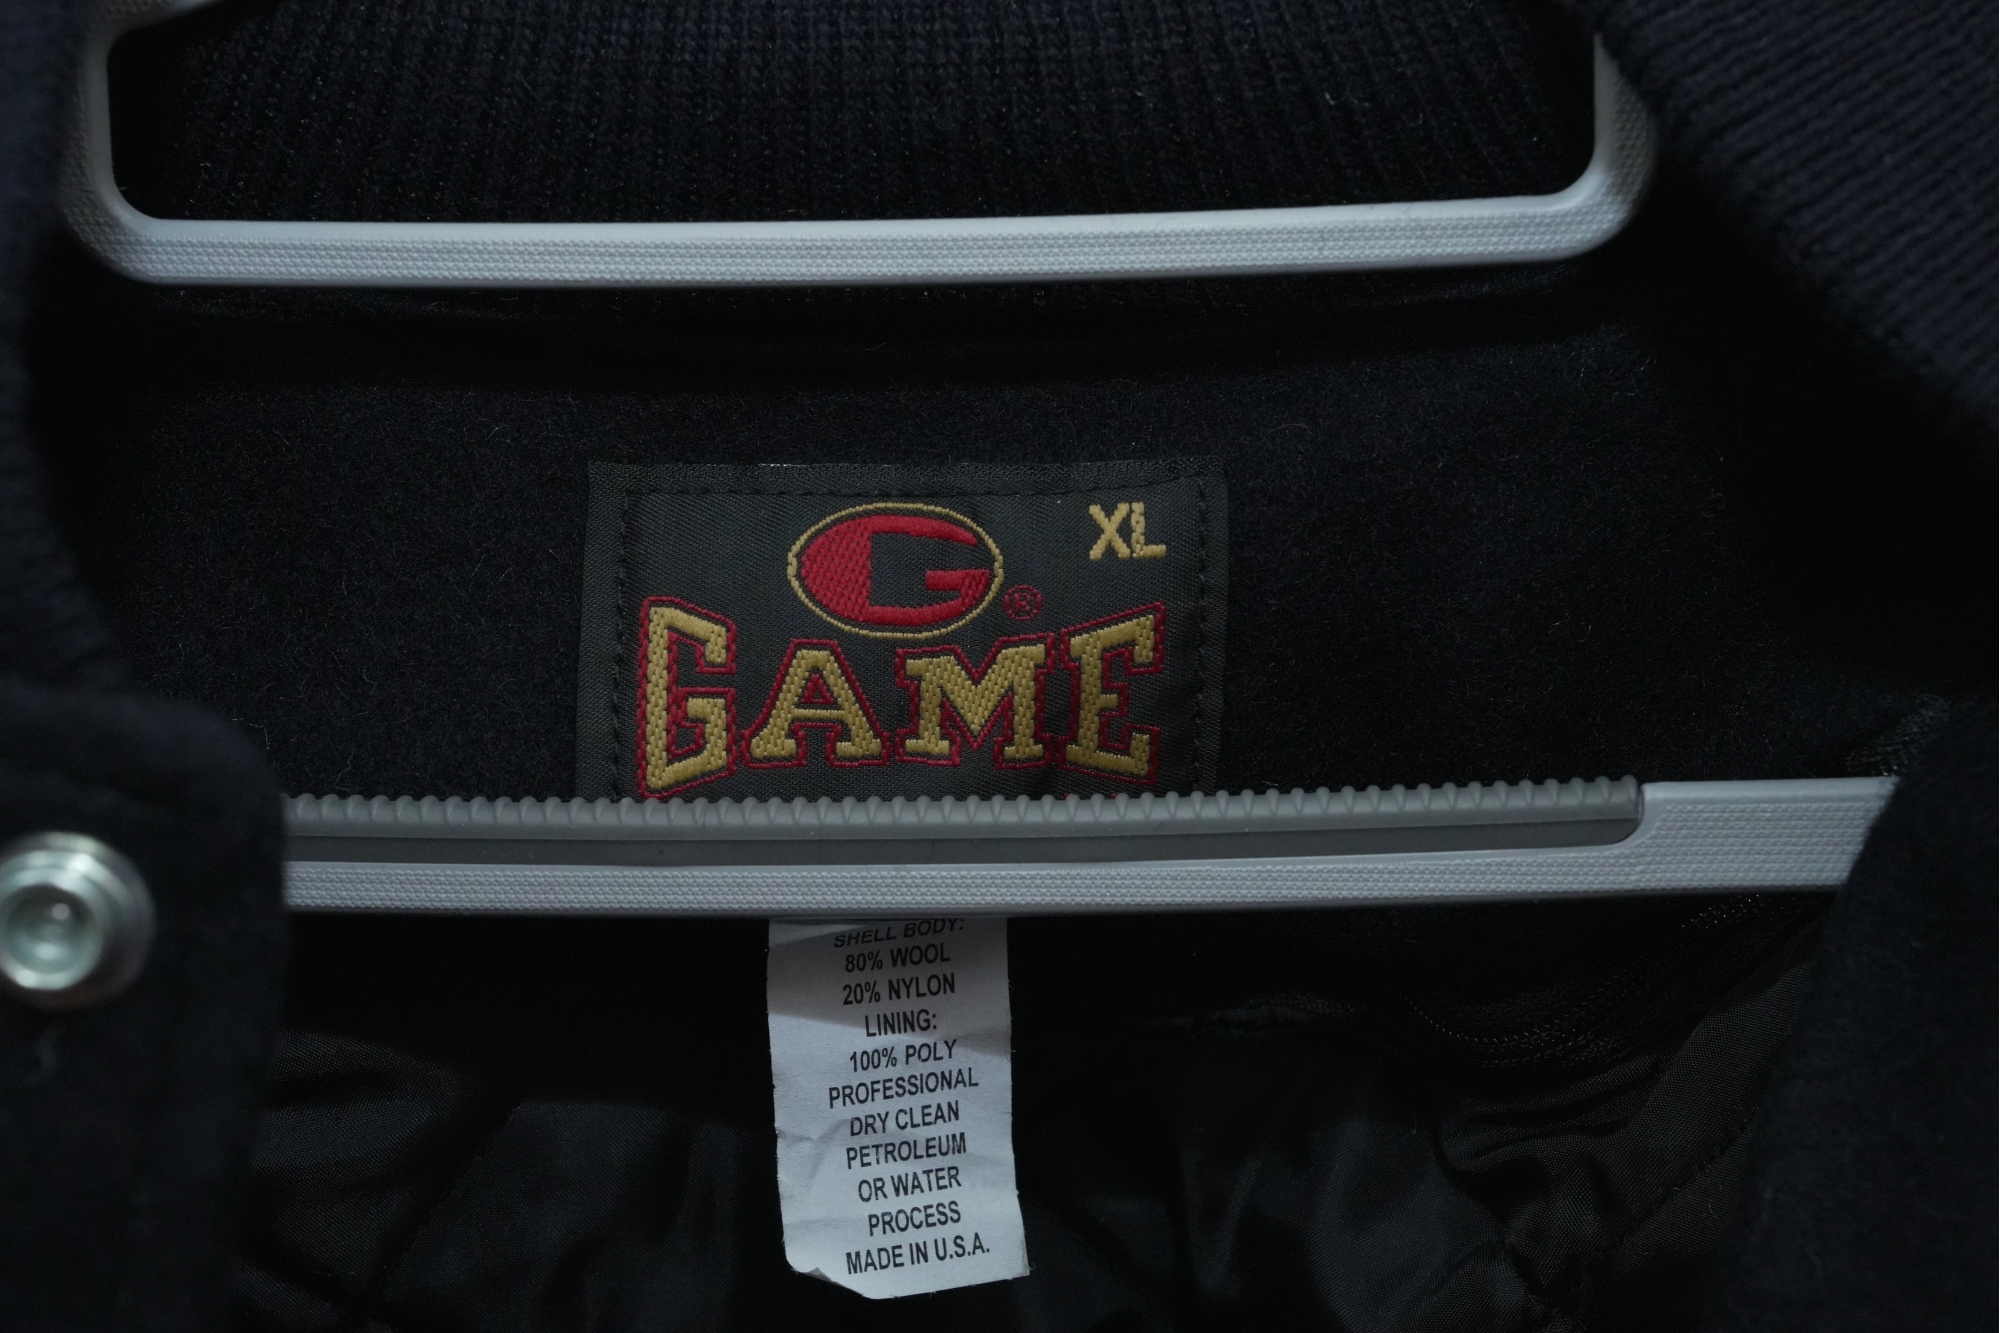 XL
G ®
GAME
SHELL BODY:
80% WOOL
20% NYLON
LINING:
100% POLY
PROFESSIONAL
DRY CLEAN
PETROLEUM
OR WATER
PROCESS
MADE IN U.S.A.